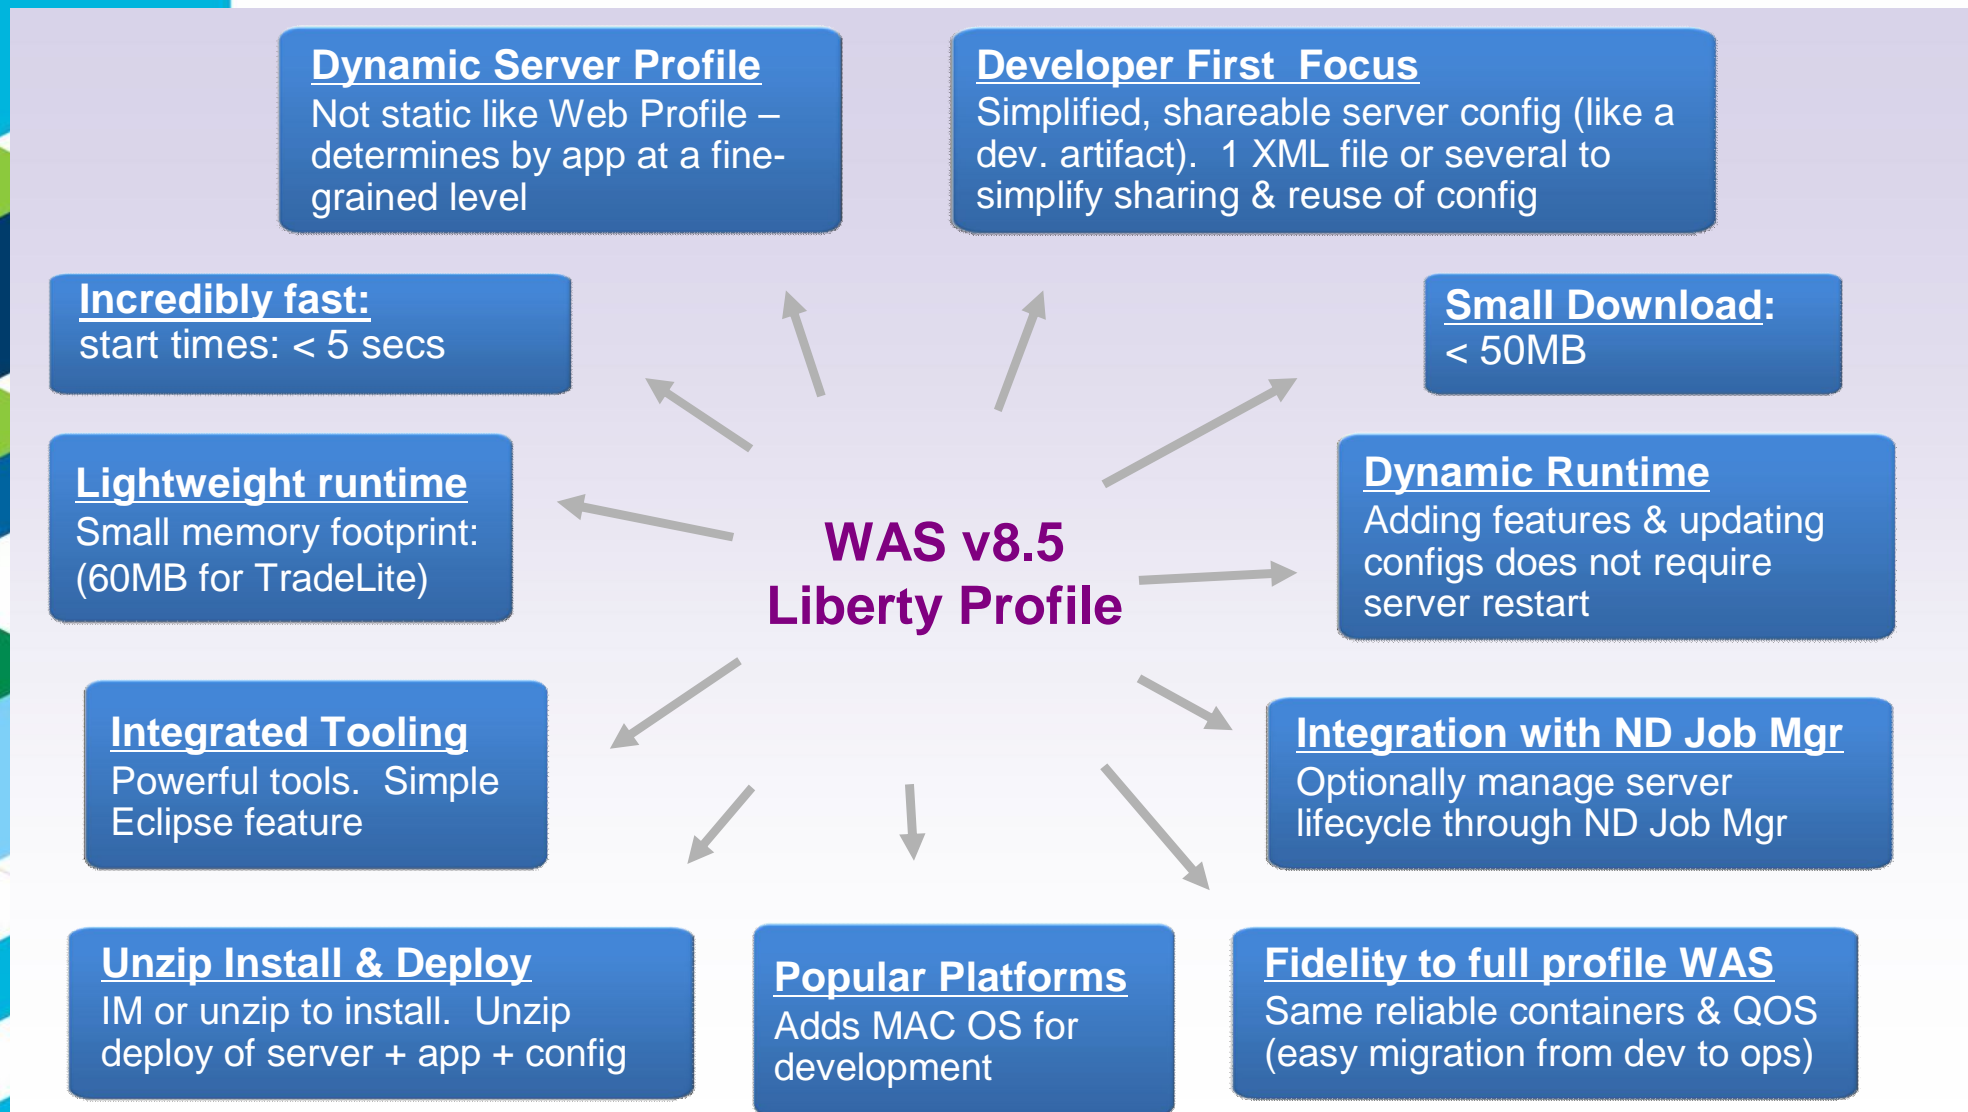 Dynamic Server Profile
Not static like Web Profile –
determines by app at a fine-
grained level
Developer First  Focus
Simplified, shareable server config (like a
dev. artifact).  1 XML file or several to
simplify sharing & reuse of config
Incredibly fast:
start times: < 5 secs
Small Download:
< 50MB
Lightweight runtime
Small memory footprint:
(60MB for TradeLite)
WAS v8.5
Liberty Profile
Dynamic Runtime
Adding features & updating
configs does not require
server restart
Integrated Tooling
Powerful tools.  Simple
Eclipse feature
Integration with ND Job Mgr
Optionally manage server
lifecycle through ND Job Mgr
Unzip Install & Deploy
IM or unzip to install.  Unzip
deploy of server + app + config
Popular Platforms
Adds MAC OS for
development
Fidelity to full profile WAS
Same reliable containers & QOS
(easy migration from dev to ops)